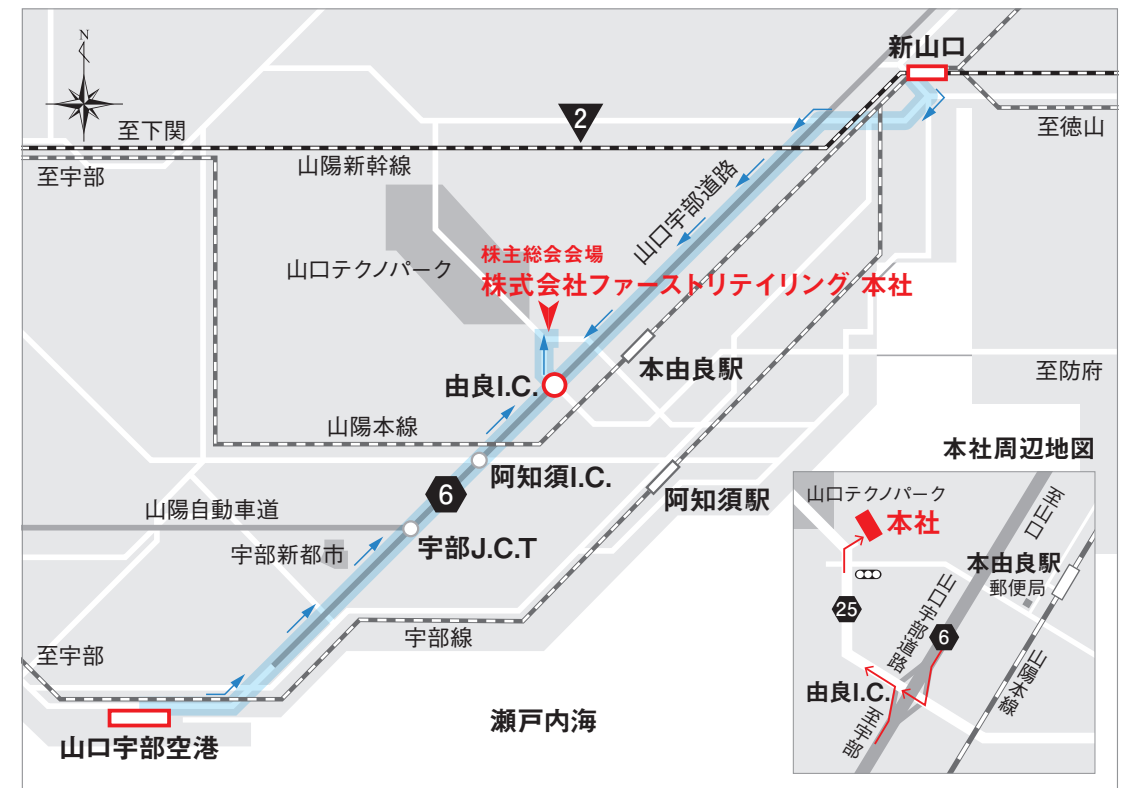 N
新山口
至下関
2
至徳山
至宇部
山陽新幹線
山口宇部道路
株主総会会場
山口テクノパーク
株式会社ファーストリテイリング 本社
本由良駅
至防府
由良I.C.
山陽本線
阿知須I.C.
阿知須駅
6
山陽自動車道
宇部J.C.T
宇部新都市
宇部線
至宇部
瀬戸内海
山口宇部空港
本社周辺地図
山口テクノパーク
至山口
本社
本由良駅
郵便局
25
山口宇部道路
6
山陽本線
由良I.C.
至宇部